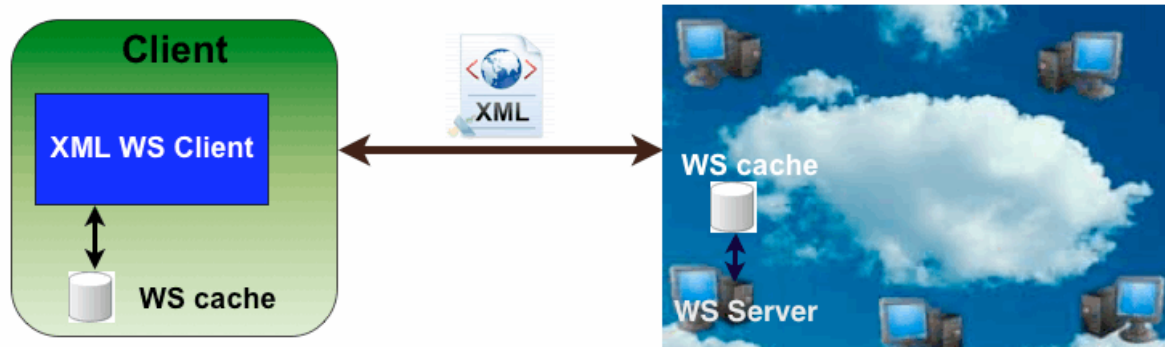 Client
XML WS Client
WS cache
< >
XML
WS cache
WS Server